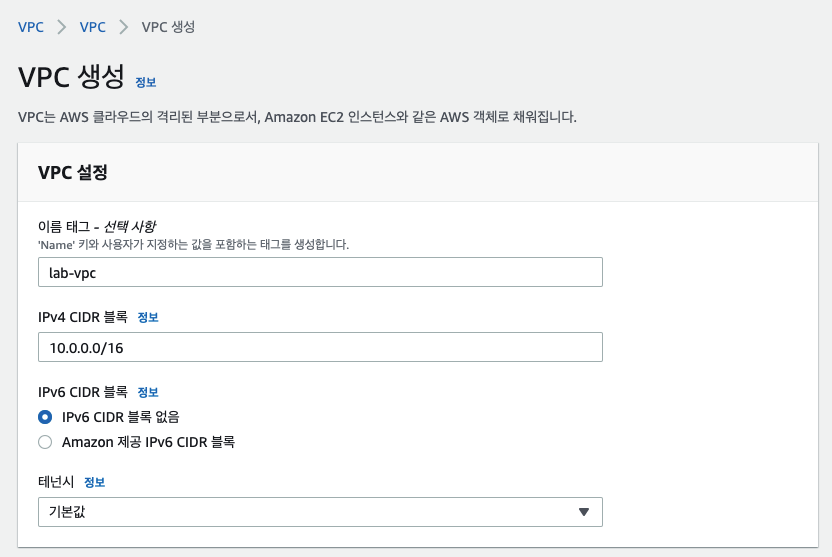 VPC > VPC > VPC 생성
VPC 생성 정보
VPC는 AWS 클라우드의 격리된 부분으로서, Amazon EC2 인스턴스와 같은 AWS 객체로 채워집니다.
VPC 설정
이름 태그 - 선택 사항
'Name' 키와 사용자가 지정하는 값을 포함하는 태그를 생성합니다.
lab-vpc
IPv4 CIDR 블록 정보
10.0.0.0/16
IPv6 CIDR 블록 정보
IPv6 CIDR 블록 없음
Amazon 제공 IPv6 CIDR 블록
테넌시 정보
기본값